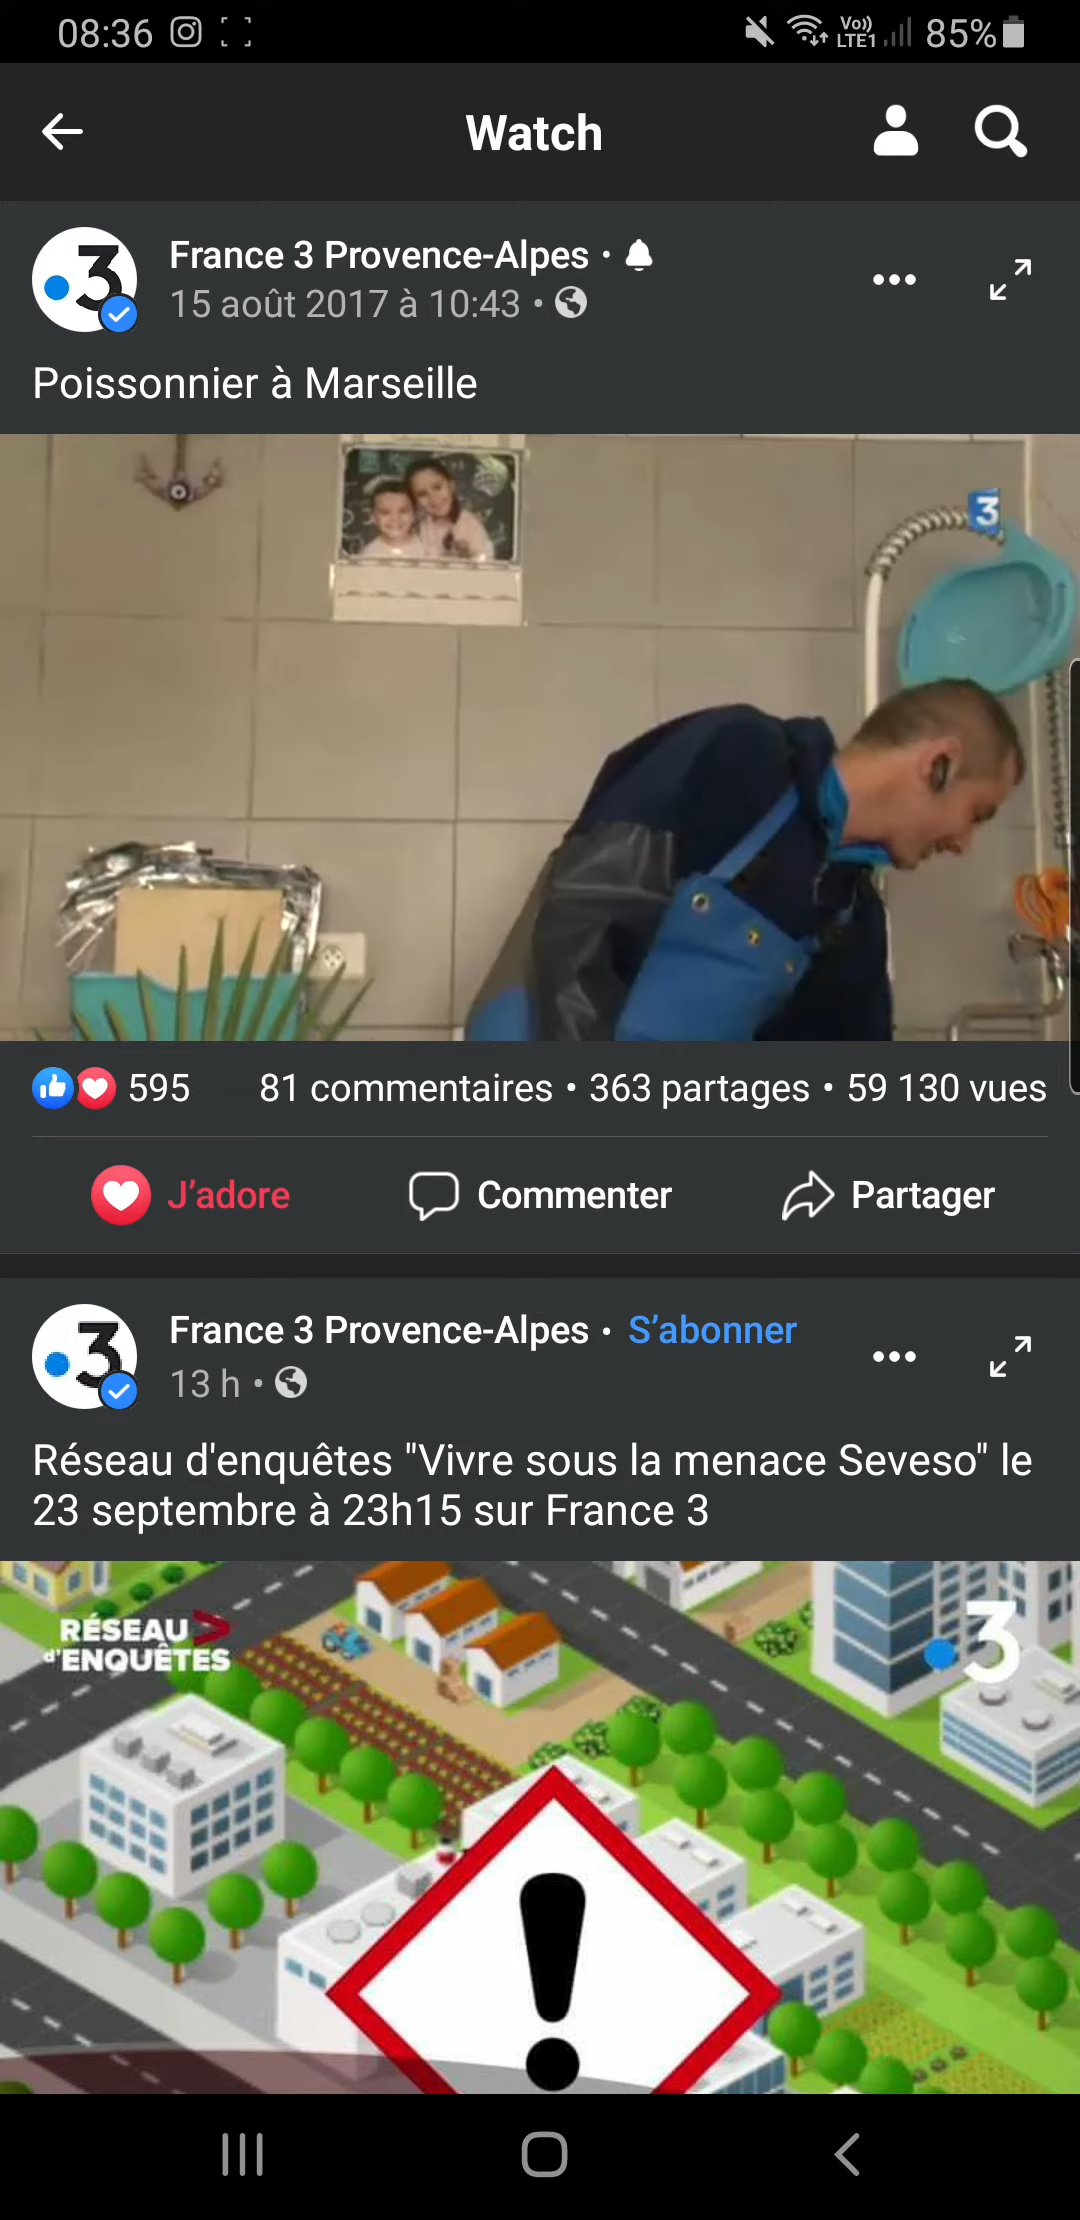 08:36
Vo)) LTE1 85%
Watch
France 3 Provence-Alpes •
15 août 2017 à 10:43 •
Poissonnier à Marseille
3
595 81 commentaires • 363 partages • 59 130 vues
J’adore Commenter Partager
France 3 Provence-Alpes • S’abonner
13 h •
Réseau d'enquêtes "Vivre sous la menace Seveso" le
23 septembre à 23h15 sur France 3
RÉSEAU
d'ENQUÊTES
3
!